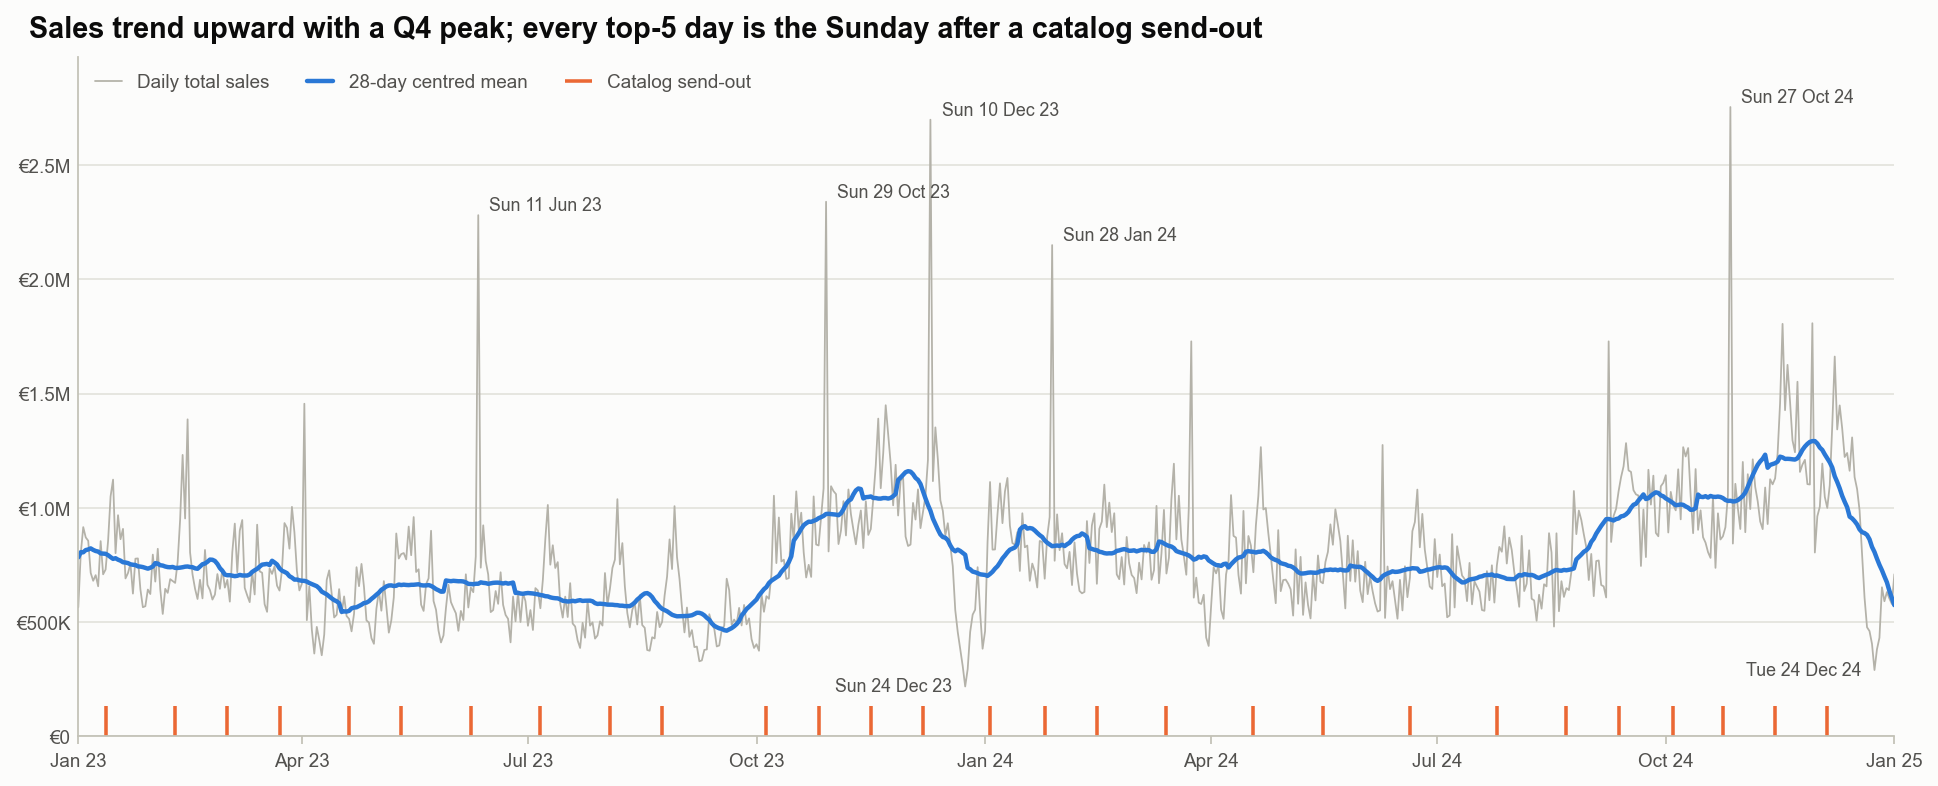 Sales trend upward with a Q4 peak; every top-5 day is the Sunday after a catalog send-out
Daily total sales
28-day centred mean
Catalog send-out
Sun 27 Oct 24
Sun 10 Dec 23
€2.5M
Sun 29 Oct 23
Sun 11 Jun 23
Sun 28 Jan 24
€2.0M
€1.5M
€1.0M
€500K
Tue 24 Dec 24
Sun 24 Dec 23
€0
Jan 23
Apr 23
Jul 23
Oct 23
Jan 24
Apr 24
Jul 24
Oct 24
Jan 25